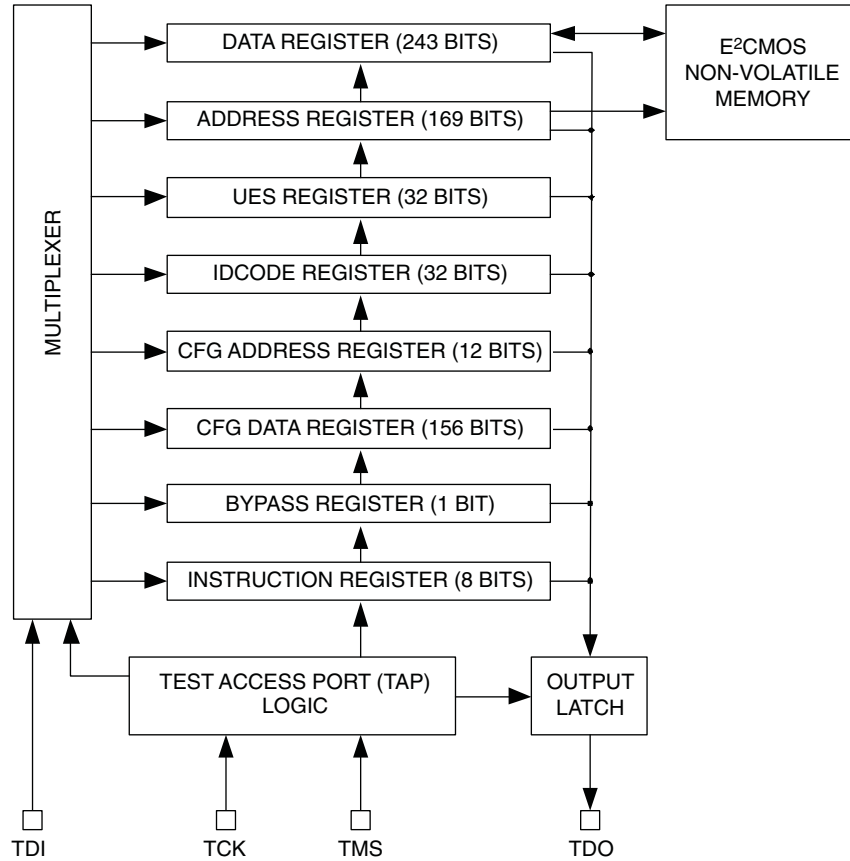 DATA REGISTER (243 BITS)
E²CMOS
NON-VOLATILE
MEMORY
ADDRESS REGISTER (169 BITS)
UES REGISTER (32 BITS)
IDCODE REGISTER (32 BITS)
CFG ADDRESS REGISTER (12 BITS)
CFG DATA REGISTER (156 BITS)
BYPASS REGISTER (1 BIT)
INSTRUCTION REGISTER (8 BITS)
MULTIPLEXER
TEST ACCESS PORT (TAP)
LOGIC
OUTPUT
LATCH
TDI
TCK
TMS
TDO